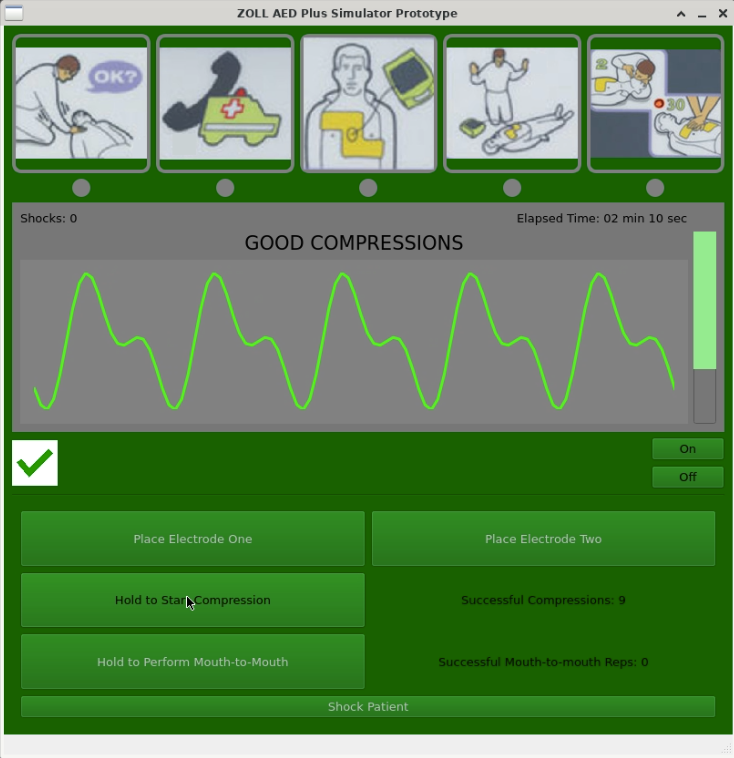 ZOLL AED Plus Simulator Prototype
OK?
2
30
Shocks: 0
Elapsed Time: 02 min 10 sec
GOOD COMPRESSIONS
On
Off
Place Electrode One
Place Electrode Two
Hold to Start Compression
Successful Compressions: 9
Hold to Perform Mouth-to-Mouth
Successful Mouth-to-mouth Reps: 0
Shock Patient